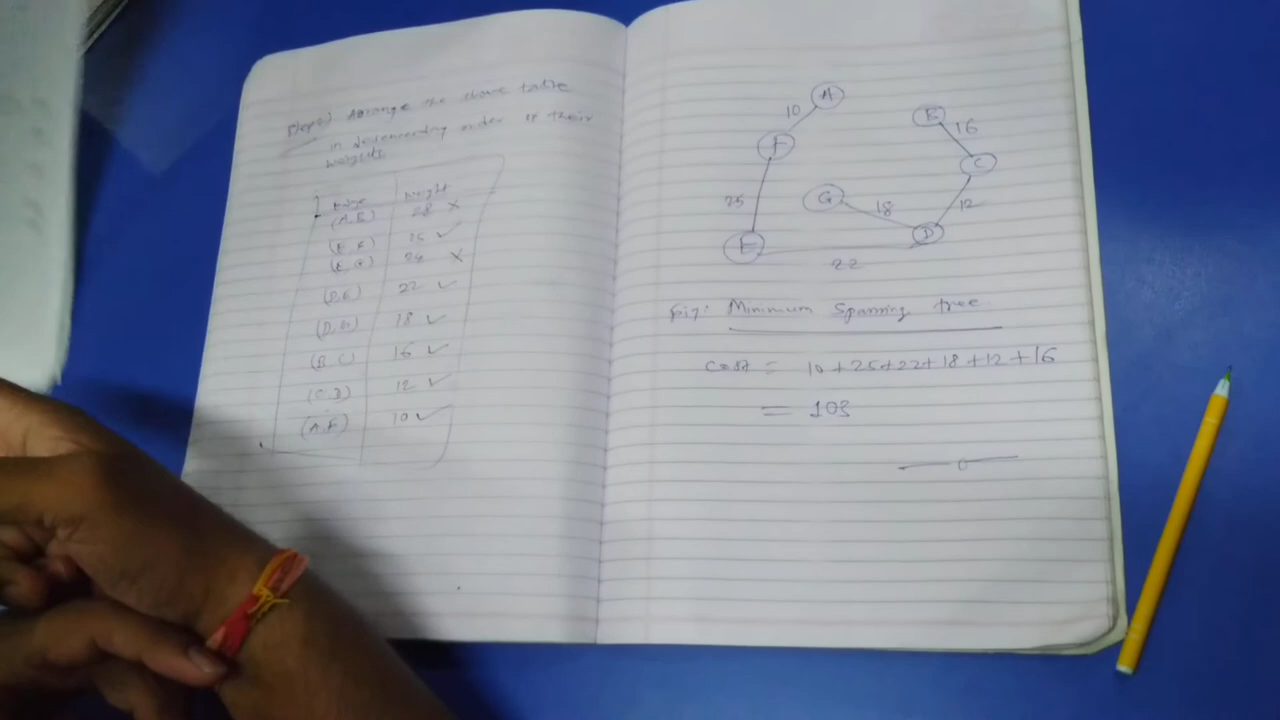 Step2) Arrange the above table
in descending order of their
weights
Edge Weight
(A,B) 28 ×
(E,F) 25 ✓
(E,G) 24 ×
(D,E) 22 ✓
(D,G) 18 ✓
(B,C) 16 ✓
(C,D) 12 ✓
(A,F) 10 ✓
A
10
B
16
F
C
25
G
18
12
D
E
22
Fig: Minimum Spanning tree
cost = 10+25+22+18+12+16
= 103